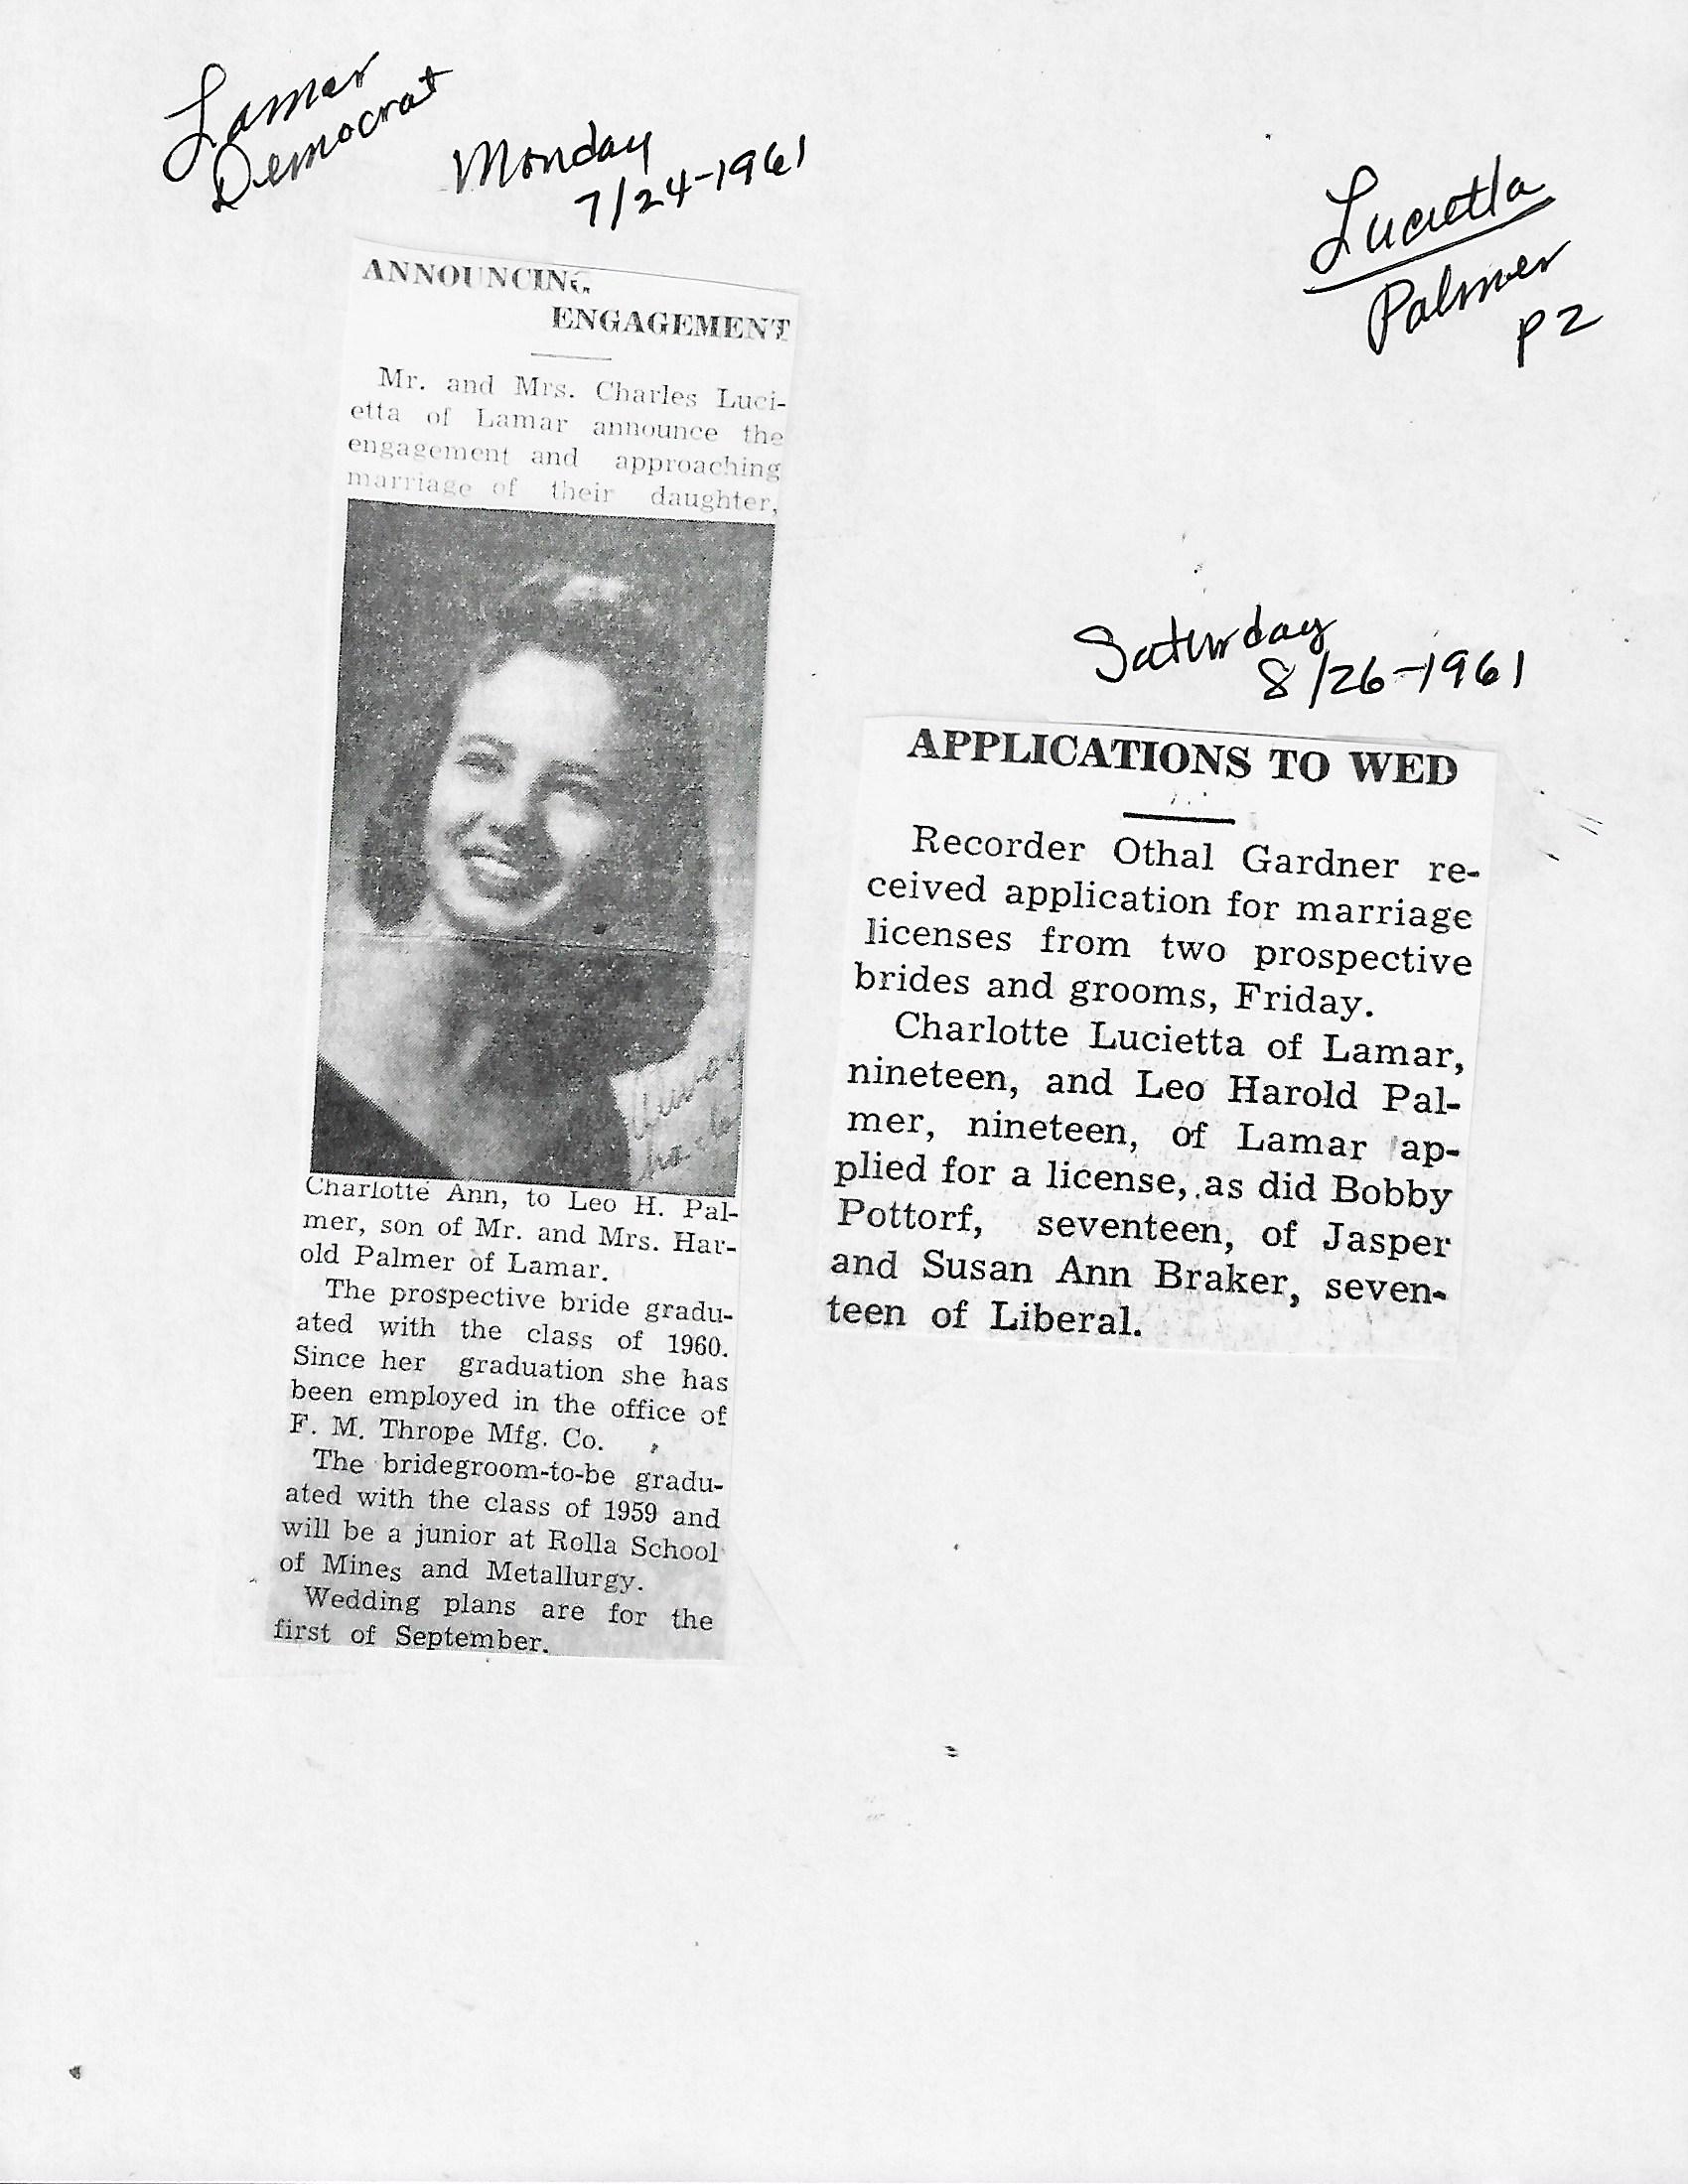 Lamar
Democrat
Monday
7/24-1961
Lucietta
Palmer
p2
ANNOUNCING
ENGAGEMENT
Mr. and Mrs. Charles Luci-
etta of Lamar announce the
engagement and approaching
marriage of their daughter,
Charlotte Ann, to Leo H. Pal-
mer, son of Mr. and Mrs. Har-
old Palmer of Lamar.
The prospective bride gradu-
ated with the class of 1960.
Since her graduation she has
been employed in the office of
F. M. Thrope Mfg. Co.
The bridegroom-to-be gradu-
ated with the class of 1959 and
will be a junior at Rolla School
of Mines and Metallurgy.
Wedding plans are for the
first of September.
Saturday
8/26-1961
APPLICATIONS TO WED
Recorder Othal Gardner re-
ceived application for marriage
licenses from two prospective
brides and grooms, Friday.
Charlotte Lucietta of Lamar,
nineteen, and Leo Harold Pal-
mer, nineteen, of Lamar ap-
plied for a license, as did Bobby
Pottorf, seventeen, of Jasper
and Susan Ann Braker, seven-
teen of Liberal.